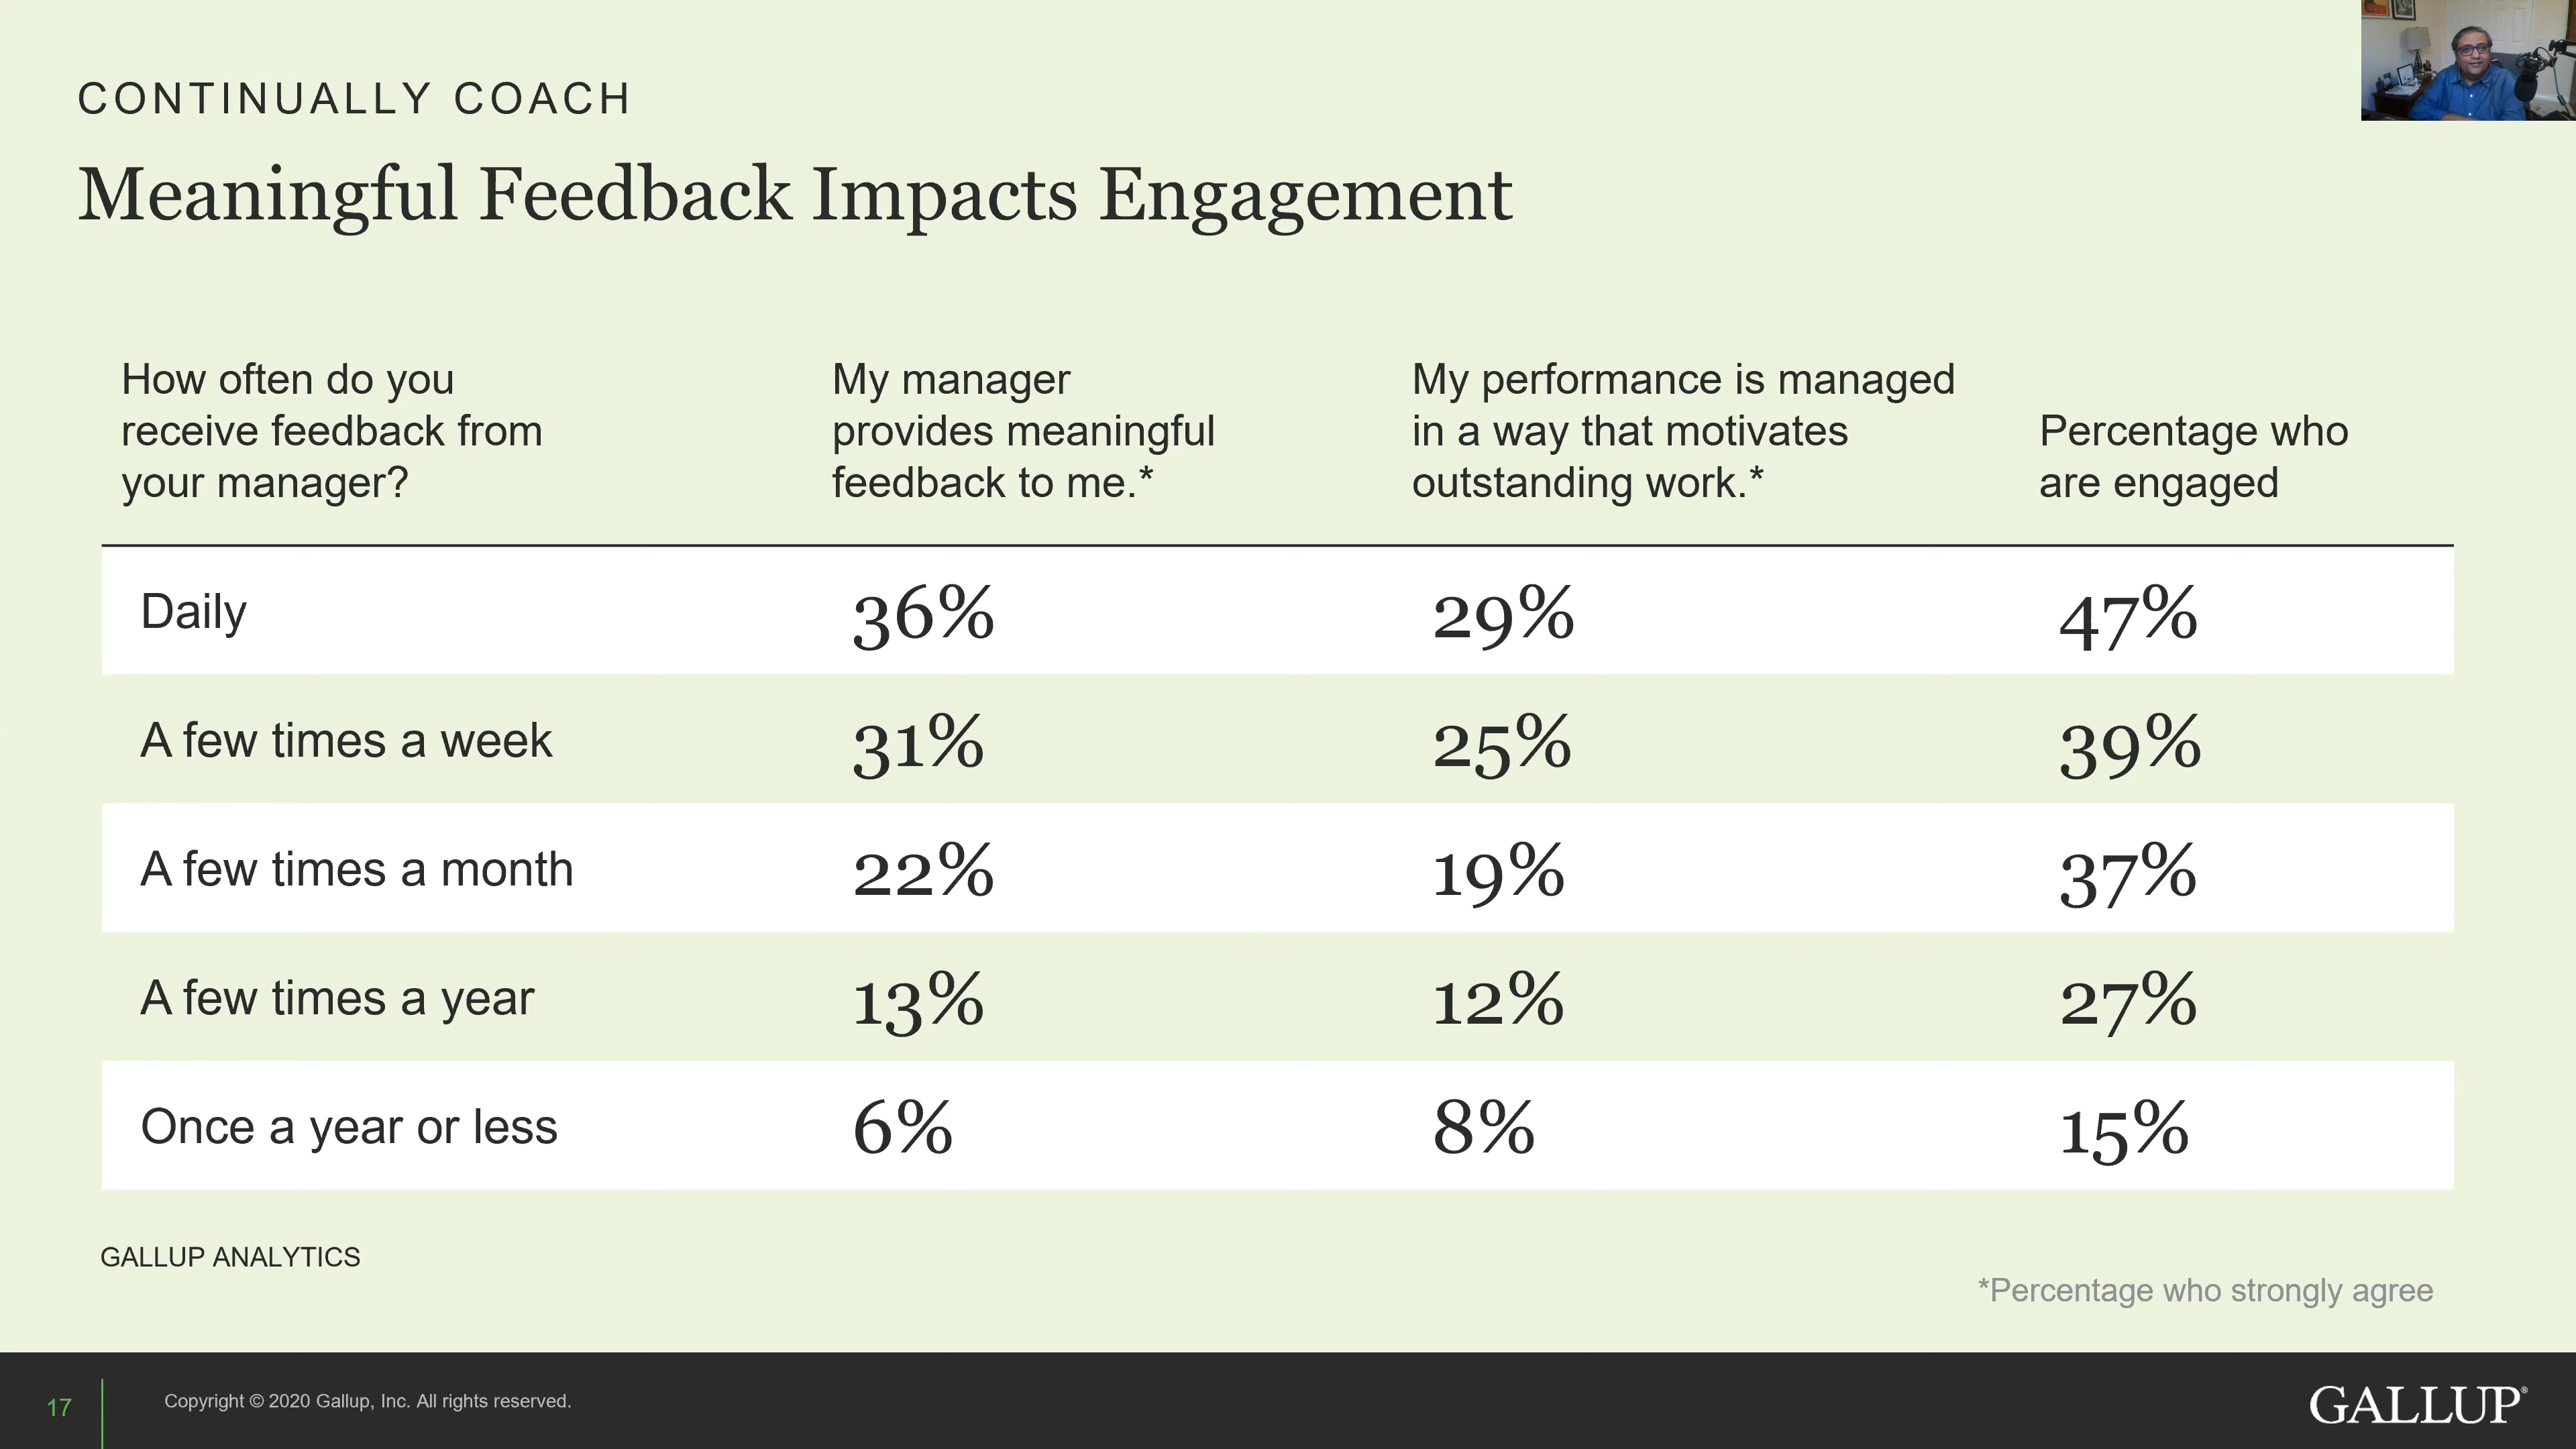 CONTINUALLY COACH
Meaningful Feedback Impacts Engagement
How often do you
receive feedback from
your manager?
My manager
provides meaningful
feedback to me.*
My performance is managed
in a way that motivates
outstanding work.*
Percentage who
are engaged
Daily 36% 29% 47%
A few times a week 31% 25% 39%
A few times a month 22% 19% 37%
A few times a year 13% 12% 27%
Once a year or less 6% 8% 15%
GALLUP ANALYTICS
*Percentage who strongly agree
17 Copyright © 2020 Gallup, Inc. All rights reserved.
GALLUP®